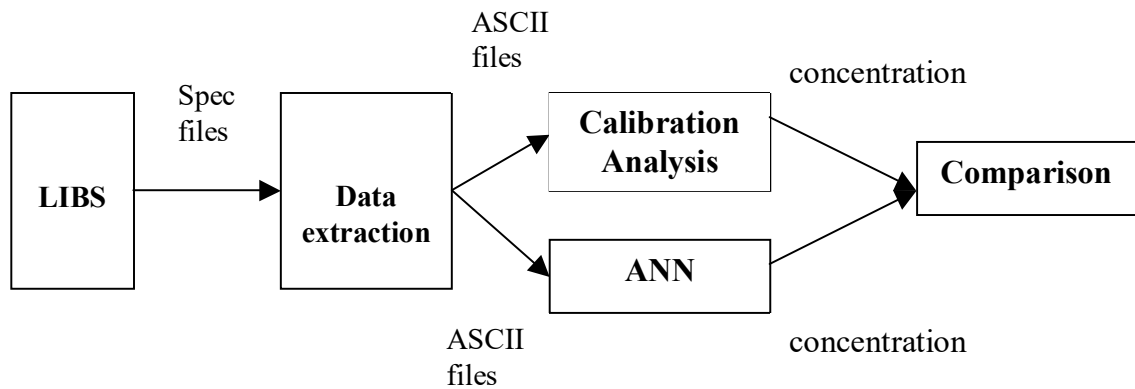 ASCII
files
concentration
Spec
files
LIBS
Data
extraction
Calibration
Analysis
Comparison
ANN
ASCII
files
concentration